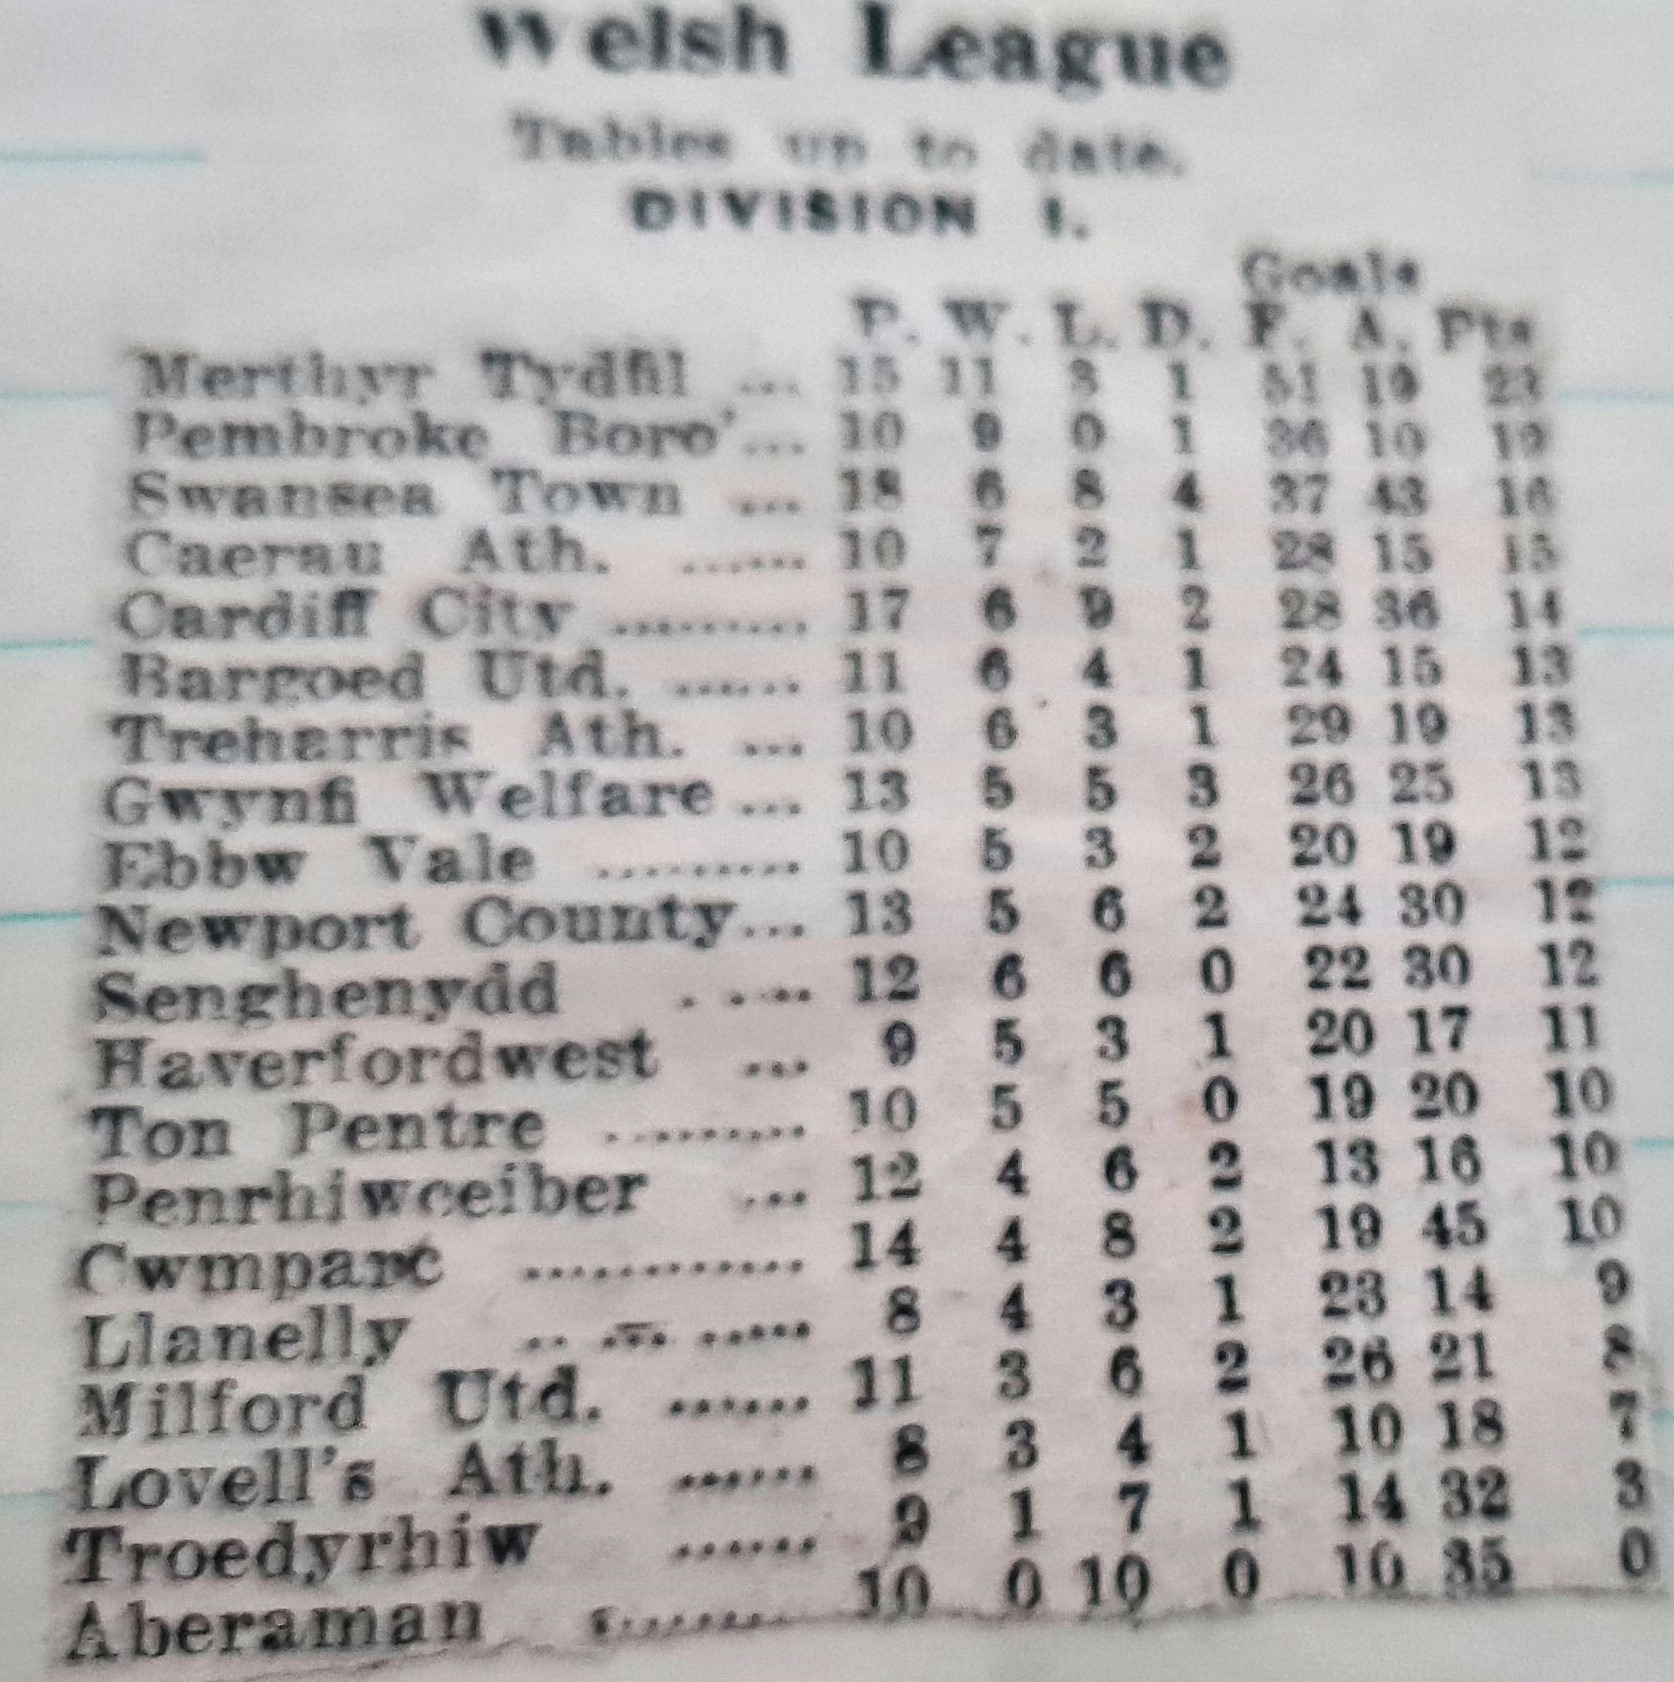 Welsh League
Tables up to date.
DIVISION 1.
Goals
P. W. L. D. F. A. Pts
Merthyr Tydfil ... 15 11 3 1 51 19 23
Pembroke Boro' ... 10 9 0 1 36 10 19
Swansea Town ... 18 6 8 4 37 43 16
Caerau Ath. ...... 10 7 2 1 28 15 15
Cardiff City .......... 17 6 9 2 28 36 14
Bargoed Utd. ...... 11 6 4 1 24 15 13
Treharris Ath. ... 10 6 3 1 29 19 13
Gwynfi Welfare ... 13 5 5 3 26 25 13
Ebbw Vale ......... 10 5 3 2 20 19 12
Newport County... 13 5 6 2 24 30 12
Senghenydd . .... 12 6 6 0 22 30 12
Haverfordwest ... 9 5 3 1 20 17 11
Ton Pentre ......... 10 5 5 0 19 20 10
Penrhiwceiber ... 12 4 6 2 13 16 10
Cwmparc ............ 14 4 8 2 19 45 10
Llanelly .. ... ..... 8 4 3 1 23 14 9
Milford Utd. ...... 11 3 6 2 26 21 8
Lovell's Ath. ...... 8 3 4 1 10 18 7
Troedyrhiw ...... 9 1 7 1 14 32 3
Aberaman ......... 10 0 10 0 10 35 0